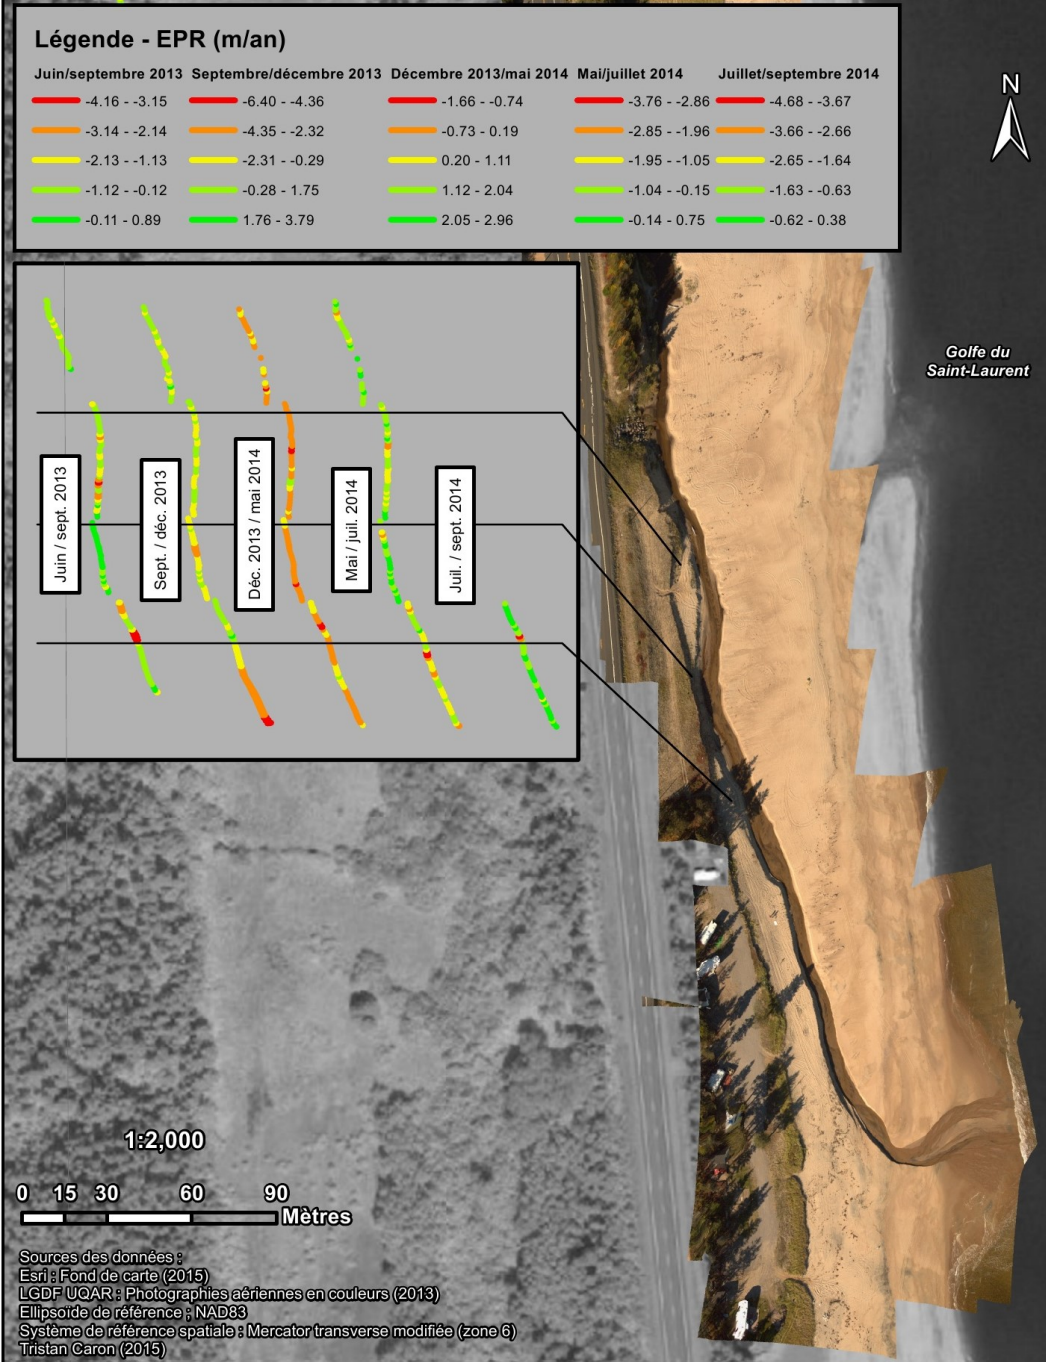 Légende - EPR (m/an)
Juin/septembre 2013 Septembre/décembre 2013 Décembre 2013/mai 2014 Mai/juillet 2014 Juillet/septembre 2014
-4.16 - -3.15 -6.40 - -4.36 -1.66 - -0.74 -3.76 - -2.86 -4.68 - -3.67
-3.14 - -2.14 -4.35 - -2.32 -0.73 - 0.19 -2.85 - -1.96 -3.66 - -2.66
-2.13 - -1.13 -2.31 - -0.29 0.20 - 1.11 -1.95 - -1.05 -2.65 - -1.64
-1.12 - -0.12 -0.28 - 1.75 1.12 - 2.04 -1.04 - -0.15 -1.63 - -0.63
-0.11 - 0.89 1.76 - 3.79 2.05 - 2.96 -0.14 - 0.75 -0.62 - 0.38
N
Golfe du
Saint-Laurent
Juin / sept. 2013
Sept. / déc. 2013
Déc. 2013 / mai 2014
Mai / juil. 2014
Juil. / sept. 2014
1:2,000
0 15 30 60 90
Mètres
Sources des données :
Esri : Fond de carte (2015)
LGDF UQAR : Photographies aériennes en couleurs (2013)
Ellipsoïde de référence ; NAD83
Système de référence spatiale : Mercator transverse modifiée (zone 6)
Tristan Caron (2015)